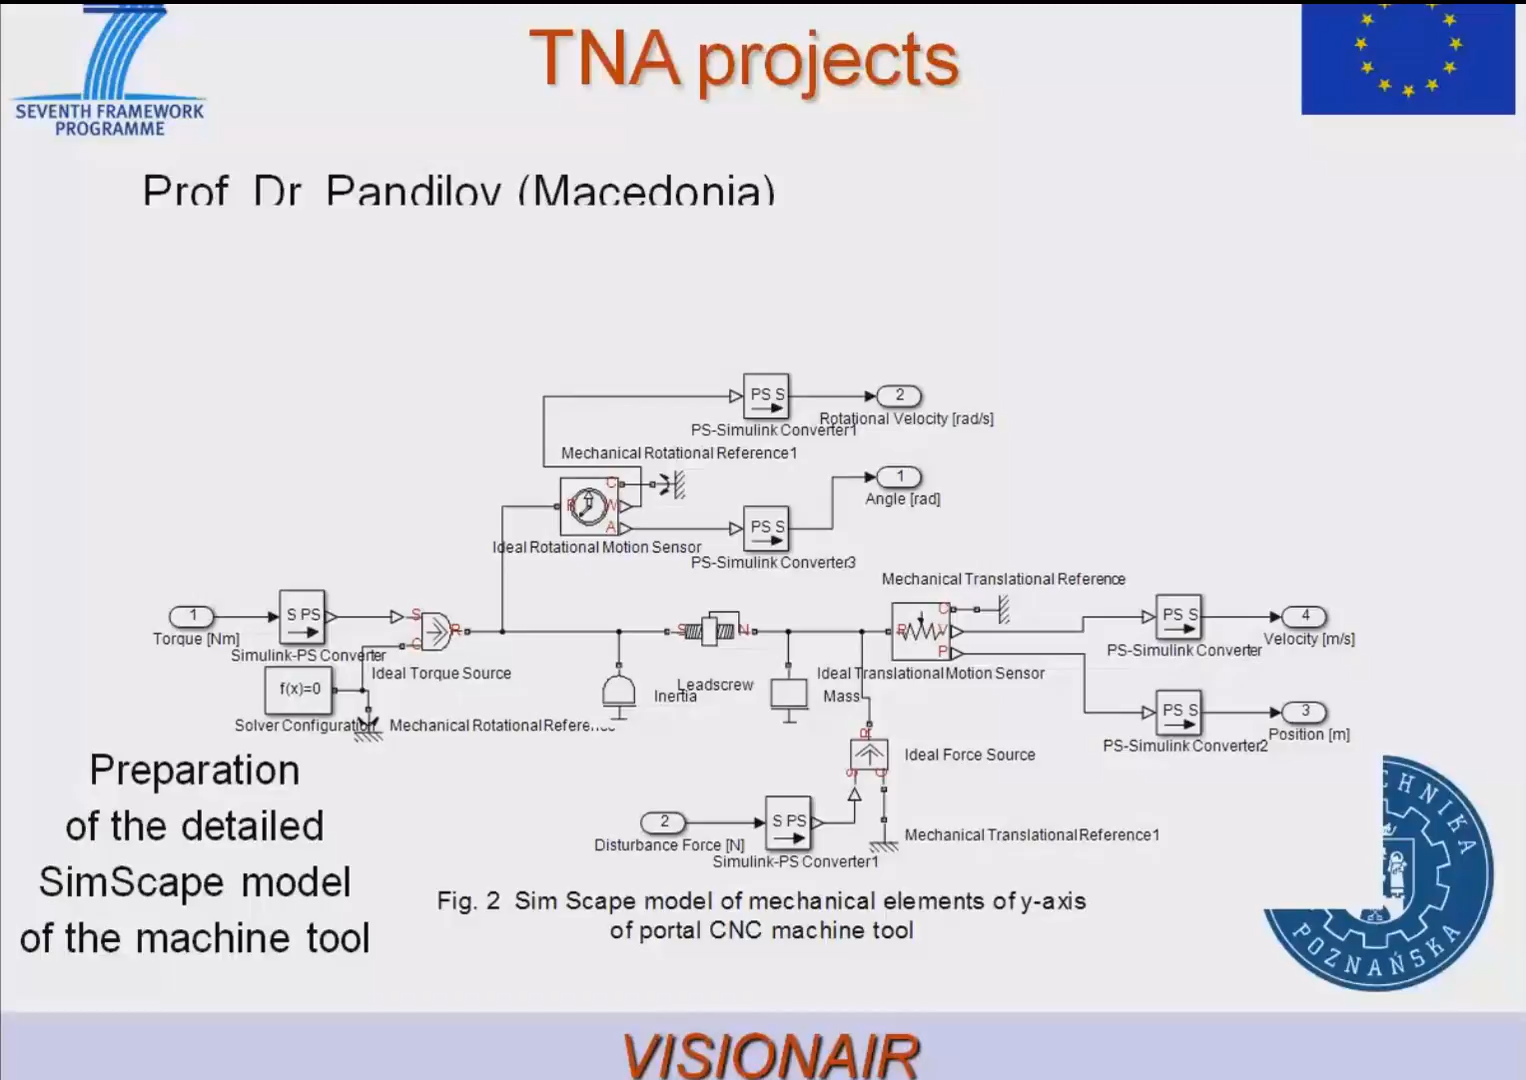 SEVENTH FRAMEWORK
PROGRAMME
TNA projects
Prof Dr Pandilov (Macedonia)
PS S
2
Rotational Velocity [rad/s]
PS-Simulink Converter1
Mechanical Rotational Reference1
C
R
W
A
1
Angle [rad]
PS S
Ideal Rotational Motion Sensor
PS-Simulink Converter3
Mechanical Translational Reference
1
Torque [Nm]
S PS
Simulink-PS Converter
S
C
R
Ideal Torque Source
S
N
Leadscrew
Inertia
Mass
R
C
V
P
Ideal Translational Motion Sensor
PS S
4
Velocity [m/s]
PS-Simulink Converter
f(x)=0
Solver Configuration
Mechanical Rotational Reference
PS S
3
Position [m]
PS-Simulink Converter2
R
S
C
Ideal Force Source
2
Disturbance Force [N]
S PS
Simulink-PS Converter1
Mechanical Translational Reference1
Preparation
of the detailed
SimScape model
of the machine tool
Fig. 2 Sim Scape model of mechanical elements of y-axis
of portal CNC machine tool
CHNIKA
POZNAŃSKA
VISIONAIR